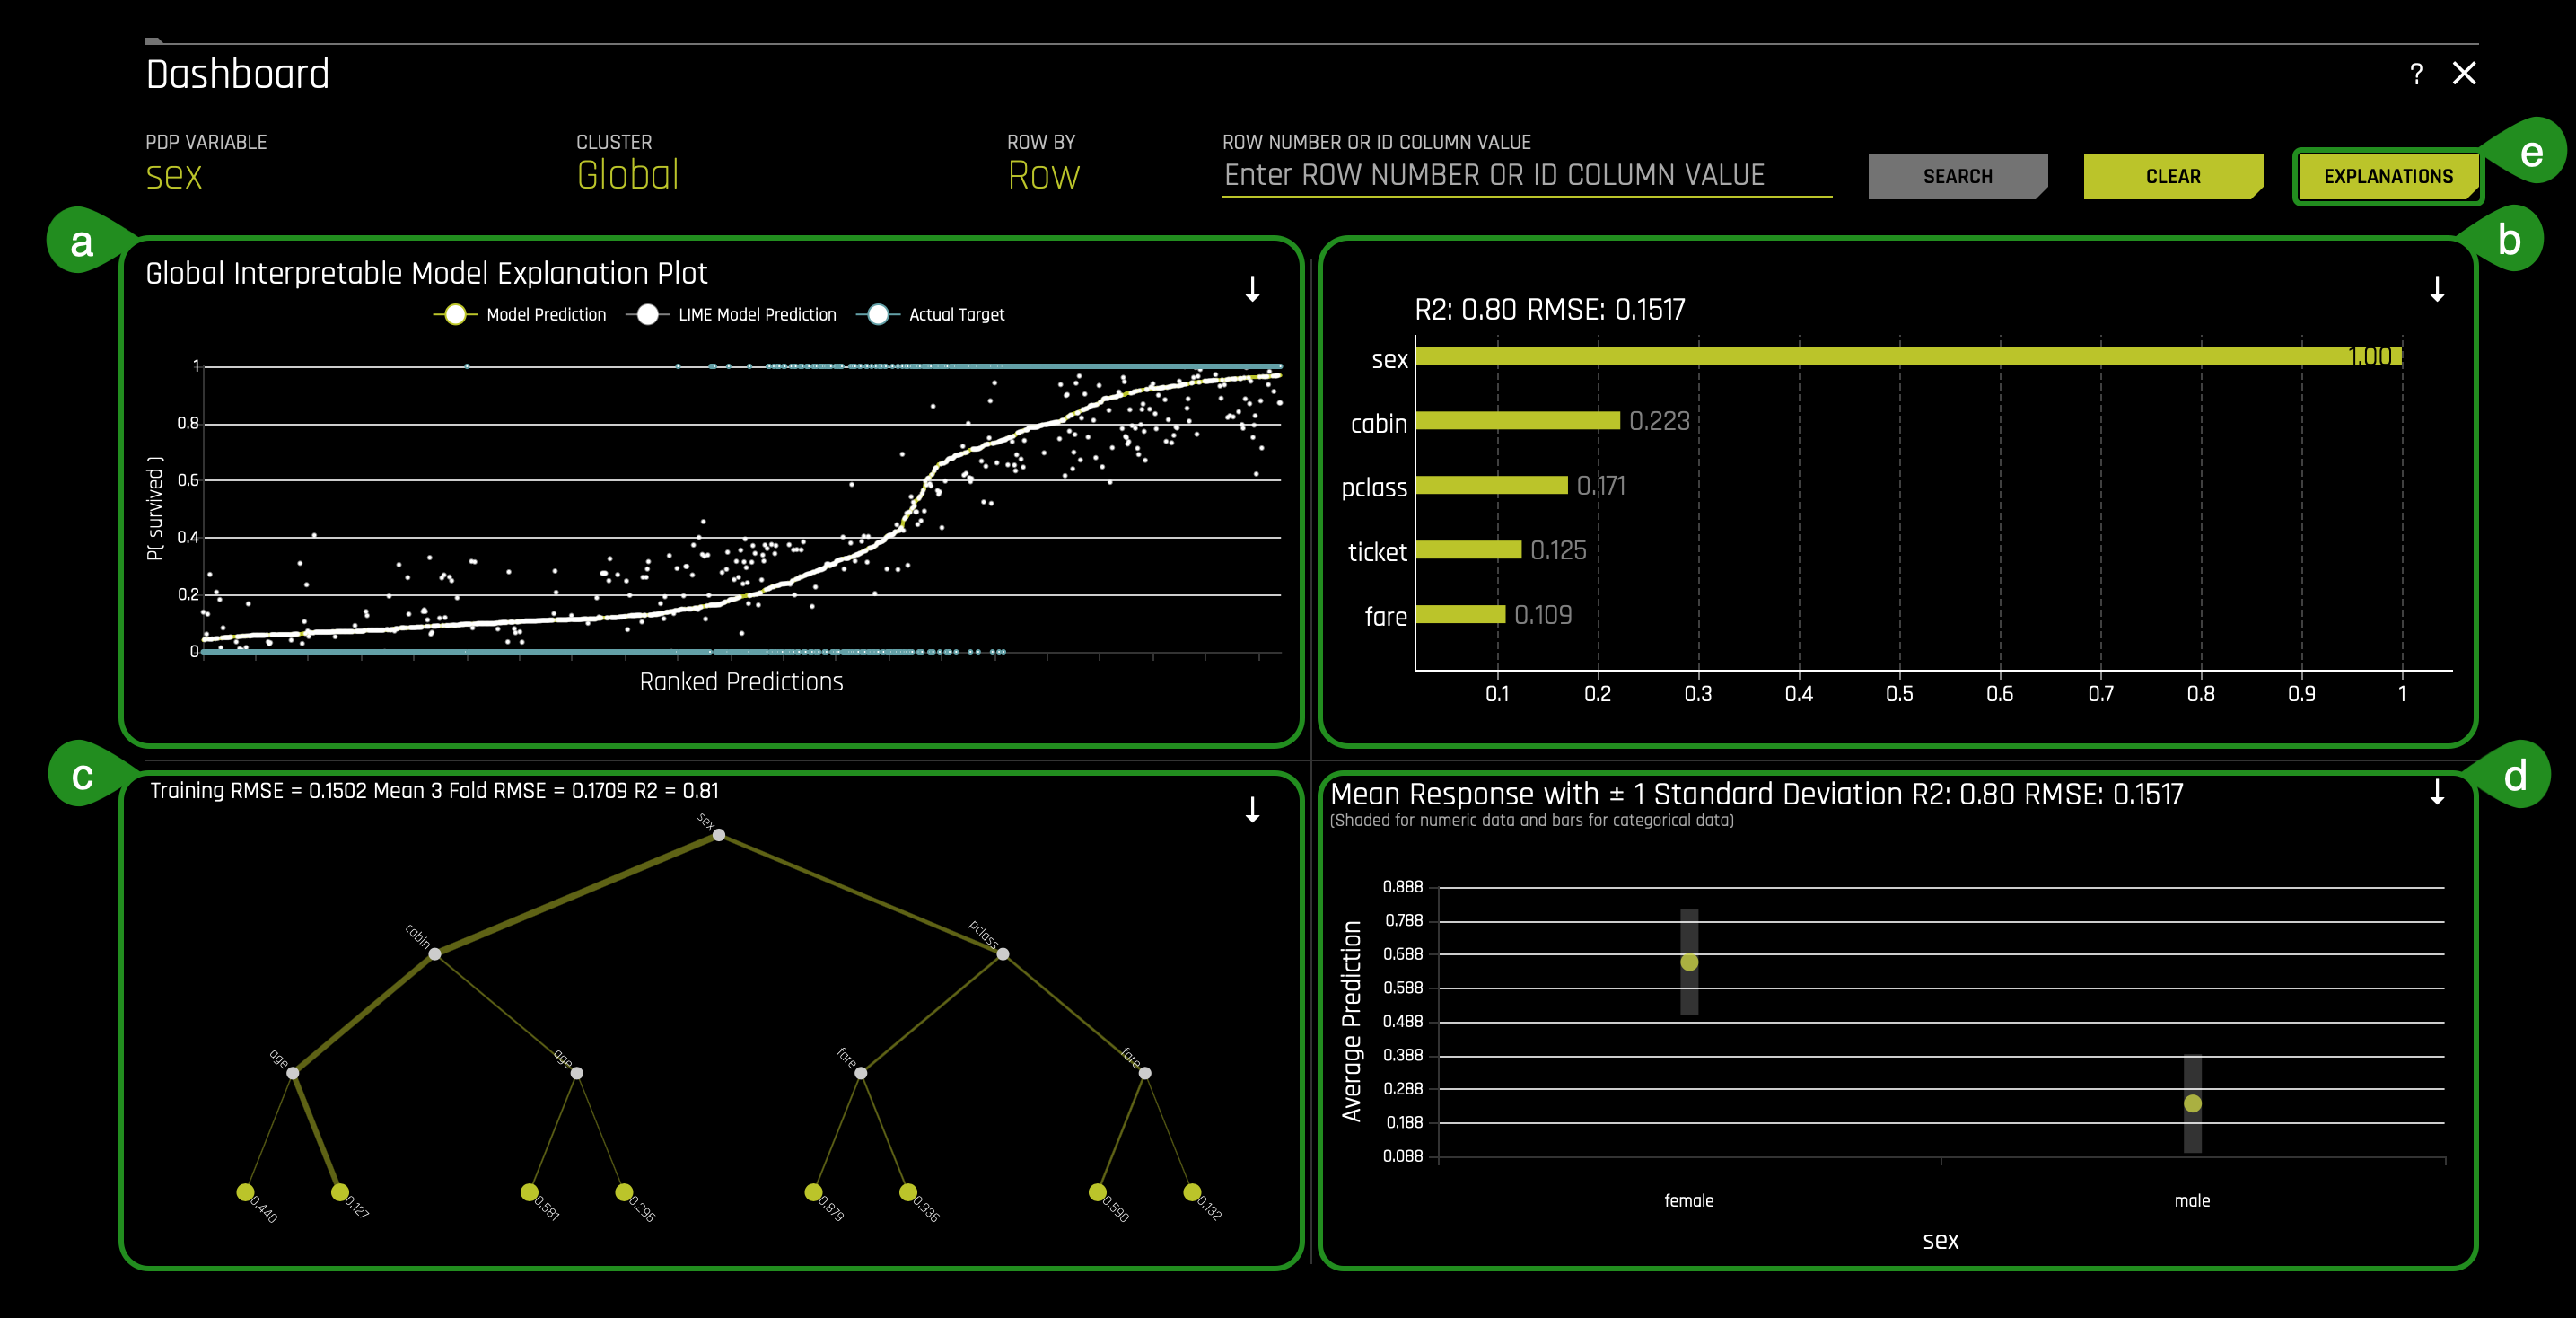 Dashboard
?
PDP VARIABLE
sex
CLUSTER
Global
ROW BY
Row
ROW NUMBER OR ID COLUMN VALUE
Enter ROW NUMBER OR ID COLUMN VALUE
SEARCH
CLEAR
EXPLANATIONS
e
a
Global Interpretable Model Explanation Plot
Model Prediction
LIME Model Prediction
Actual Target
P( survived )
1
0.8
0.6
0.4
0.2
0
Ranked Predictions
b
R2: 0.80 RMSE: 0.1517
sex
1.00
cabin
0.223
pclass
0.171
ticket
0.125
fare
0.109
0.1 0.2 0.3 0.4 0.5 0.6 0.7 0.8 0.9 1
c
Training RMSE = 0.1502 Mean 3 Fold RMSE = 0.1709 R2 = 0.81
sex
cabin
pclass
age
age
fare
fare
0.440
0.127
0.581
0.296
0.879
0.936
0.590
0.132
d
Mean Response with ± 1 Standard Deviation R2: 0.80 RMSE: 0.1517
(Shaded for numeric data and bars for categorical data)
Average Prediction
0.888
0.788
0.688
0.588
0.488
0.388
0.288
0.188
0.088
female
male
sex